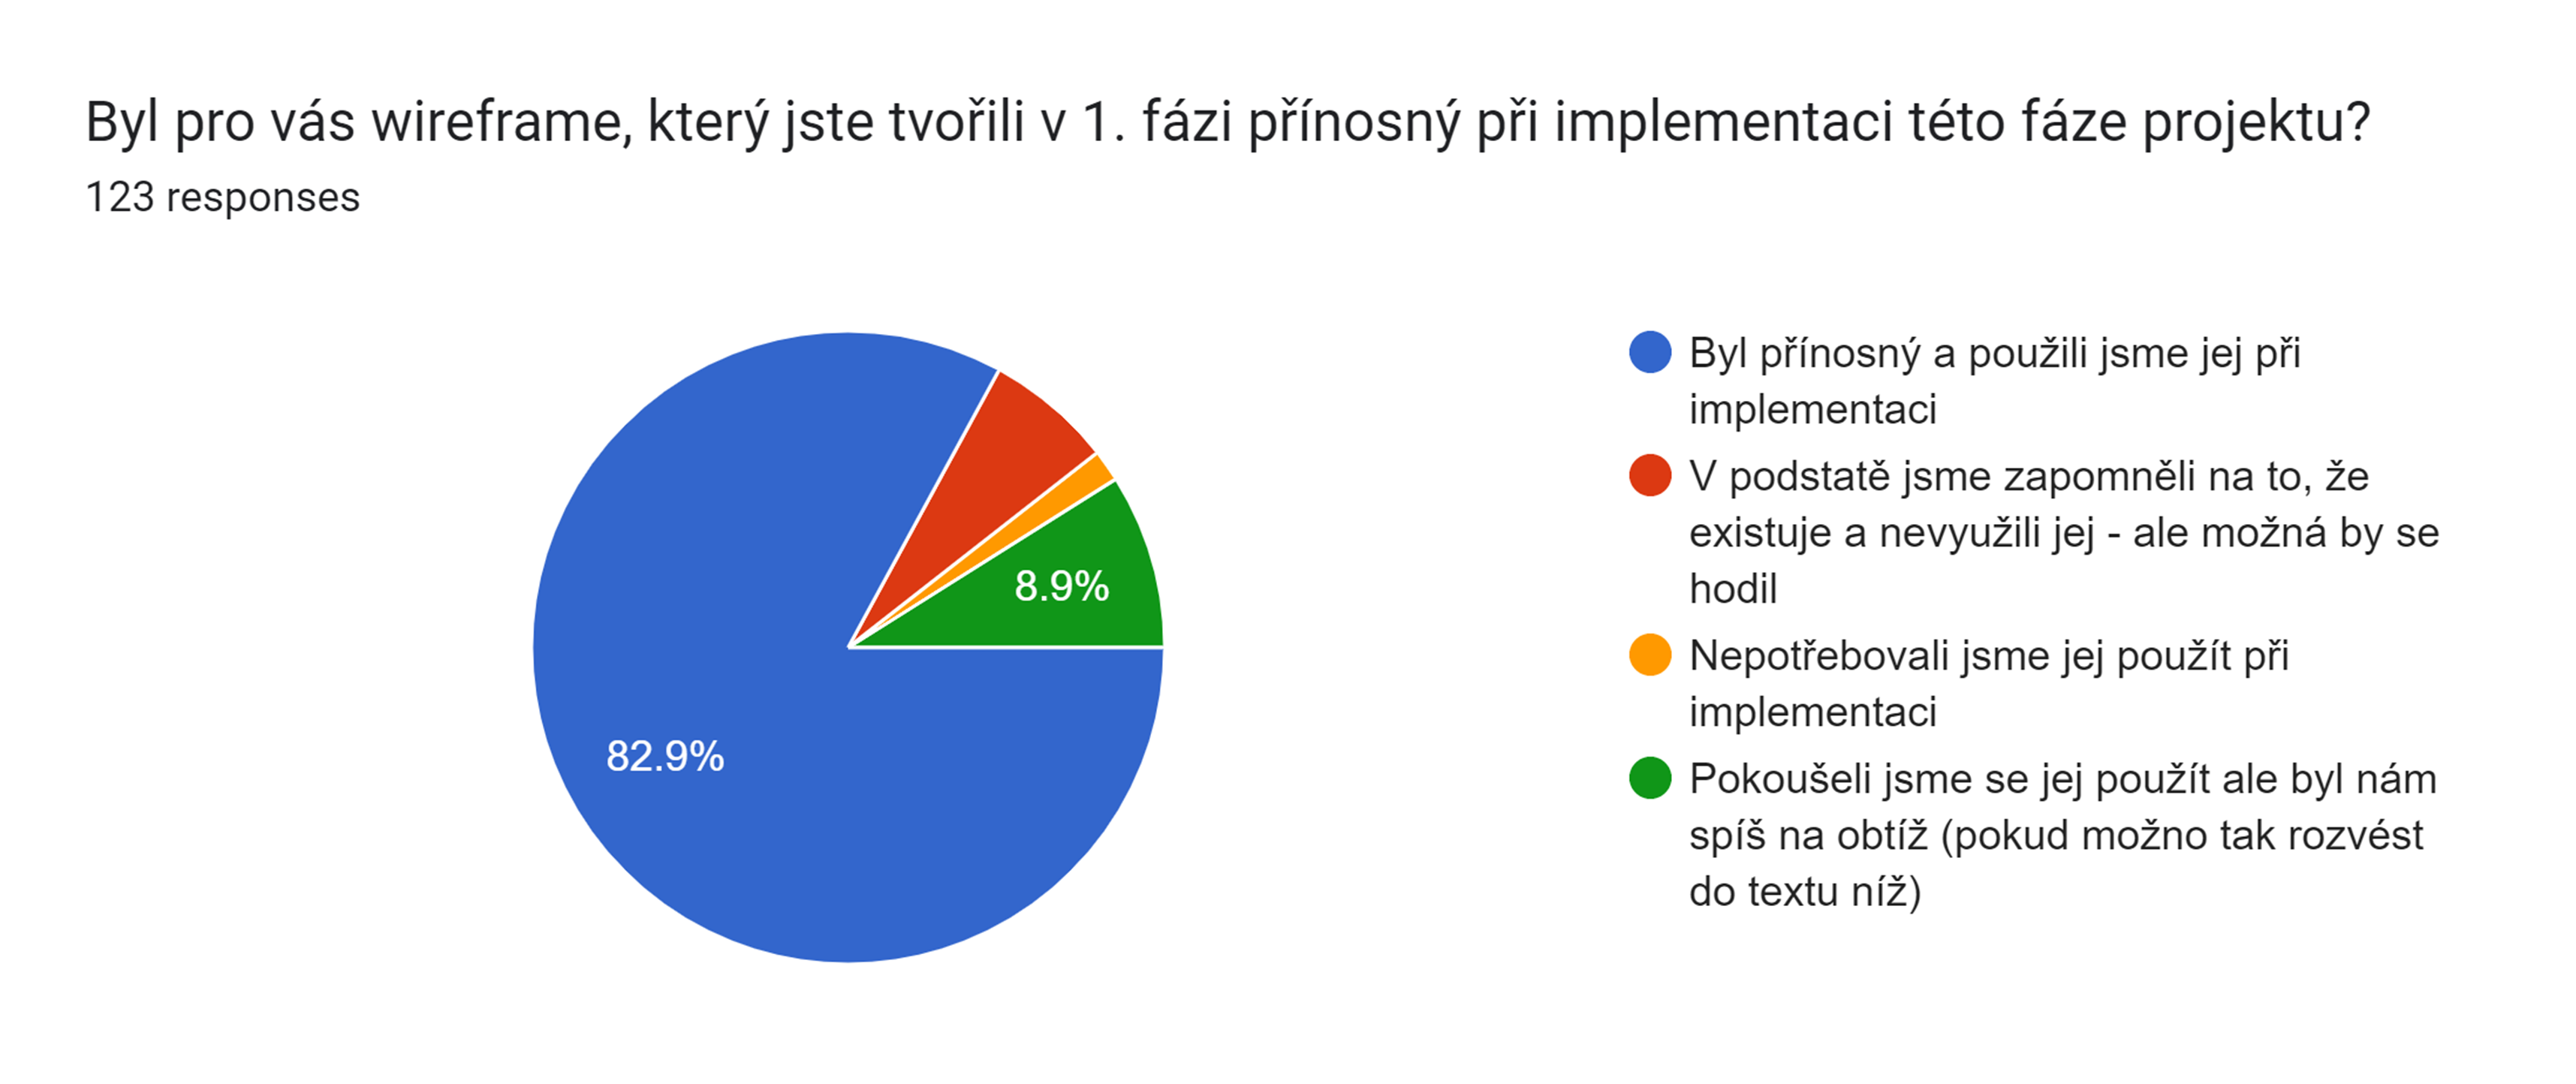 Byl pro vás wireframe, který jste tvořili v 1. fázi přínosný při implementaci této fáze projektu?
123 responses
82.9%
8.9%
Byl přínosný a použili jsme jej při
implementaci
V podstatě jsme zapomněli na to, že
existuje a nevyužili jej - ale možná by se
hodil
Nepotřebovali jsme jej použít při
implementaci
Pokoušeli jsme se jej použít ale byl nám
spíš na obtíž (pokud možno tak rozvést
do textu níž)